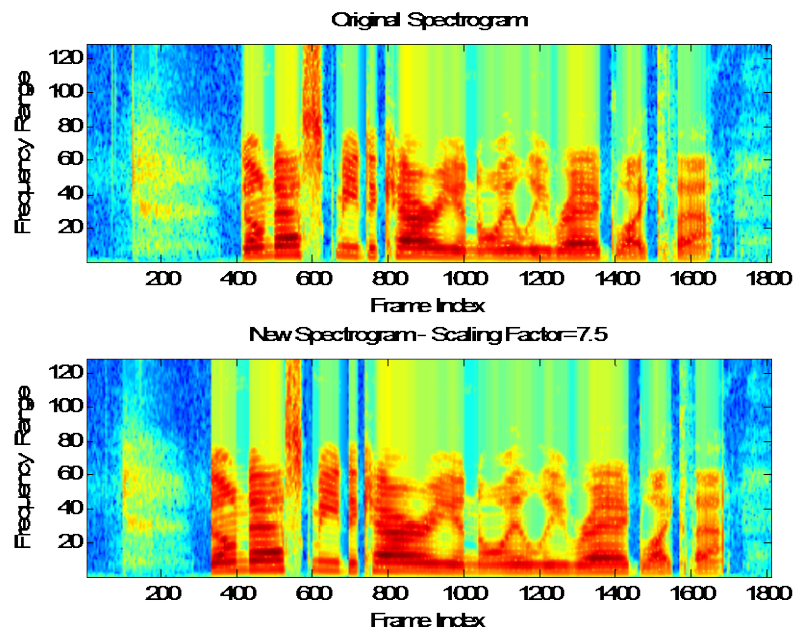 Original Spectrogram
120
100
80
60
40
20
Frequency Range
200 400 600 800 1000 1200 1400 1600 1800
Frame Index
New Spectrogram - Scaling Factor=7.5
120
100
80
60
40
20
Frequency Range
200 400 600 800 1000 1200 1400 1600 1800
Frame Index